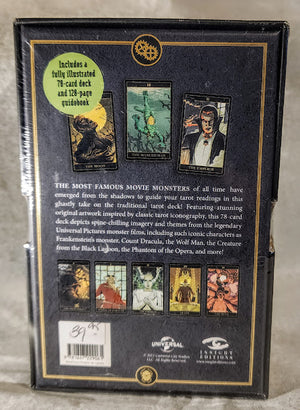 Includes a
fully illustrated
78-card deck
and 128-page
guidebook
THE MOON
THE EMPEROR
THE MOST FAMOUS MOVIE MONSTERS of all time have
emerged from the shadows to guide your tarot readings in this
ghastly take on the traditional tarot deck! Featuring stunning
original artwork inspired by classic tarot iconography, this 78 card
deck depicts spine-chilling imagery and themes from the legendary
Universal Pictures monster films, including such iconic characters as
Frankenstein's monster, Count Dracula, the Wolf Man, the Creature
from the Black Lagoon, the Phantom of the Opera, and more!
UNIVERSAL
INSIGHT
EDITIONS